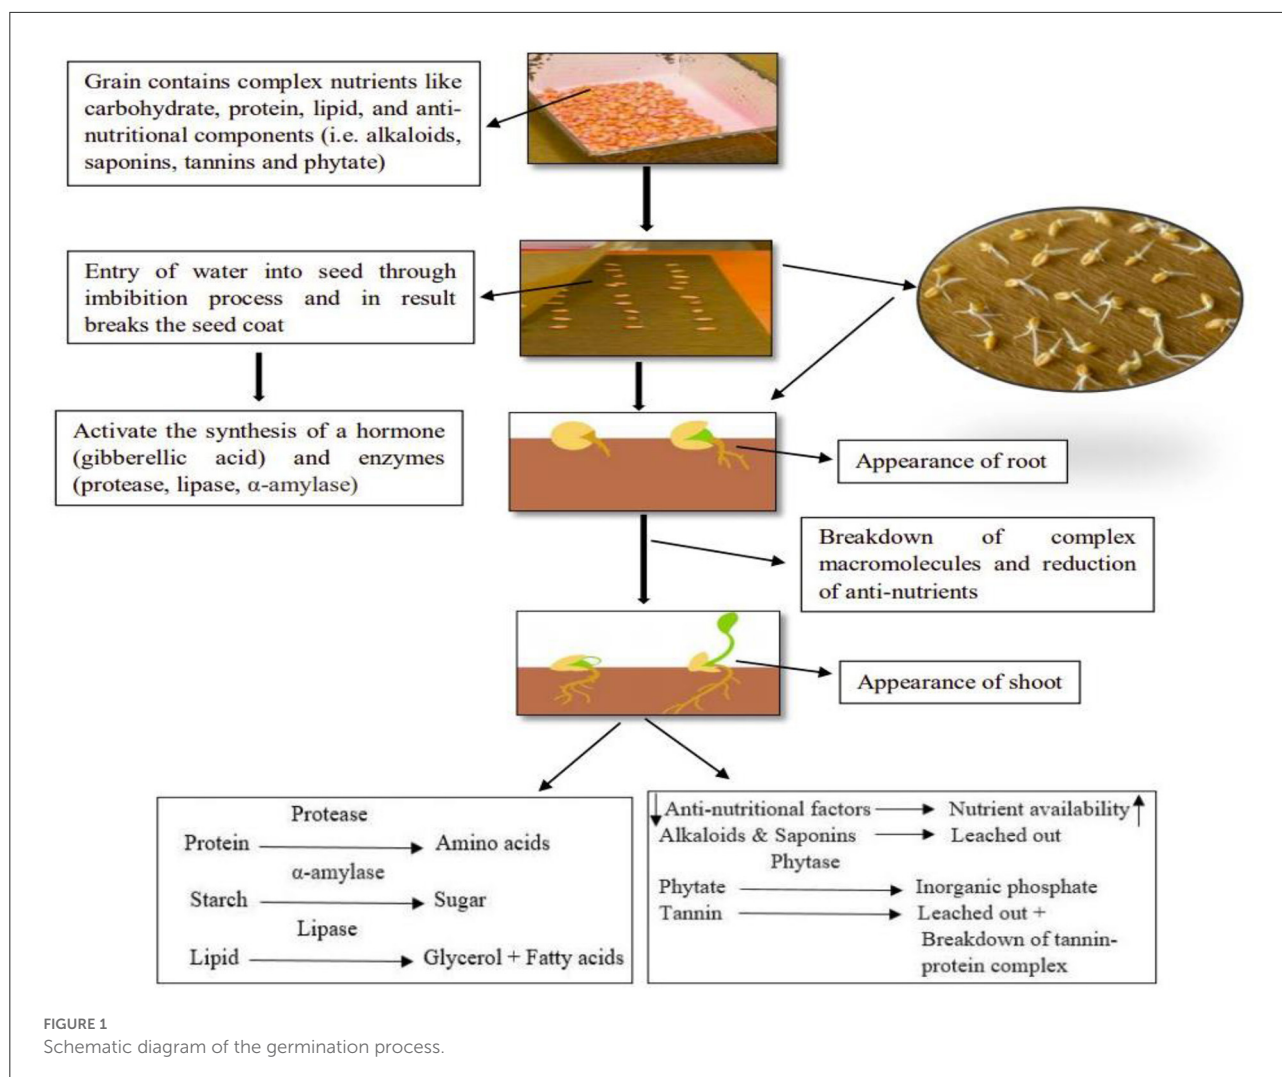 Grain contains complex nutrients like
carbohydrate, protein, lipid, and anti-
nutritional components (i.e. alkaloids,
saponins, tannins and phytate)
Entry of water into seed through
imbibition process and in result
breaks the seed coat
Activate the synthesis of a hormone
(gibberellic acid) and enzymes
(protease, lipase, α-amylase)
Appearance of root
Breakdown of complex
macromolecules and reduction
of anti-nutrients
Appearance of shoot
Protease
Protein Amino acids
α-amylase
Starch Sugar
Lipase
Lipid Glycerol + Fatty acids
Anti-nutritional factors Nutrient availability
Alkaloids & Saponins Leached out
Phytase
Phytate Inorganic phosphate
Tannin Leached out +
Breakdown of tannin-
protein complex
FIGURE 1
Schematic diagram of the germination process.